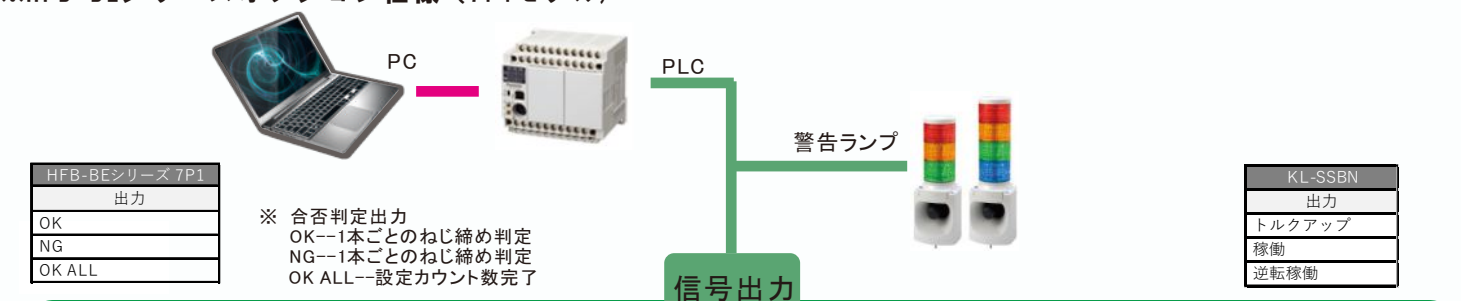 PC
PLC
警告ランプ
HFB-BEシリーズ 7P1
出力
OK
NG
OK ALL
※ 合否判定出力
OK--1本ごとのねじ締め判定
NG--1本ごとのねじ締め判定
OK ALL--設定カウント数完了
信号出力
KL-SSBN
出力
トルクアップ
稼働
逆転稼働